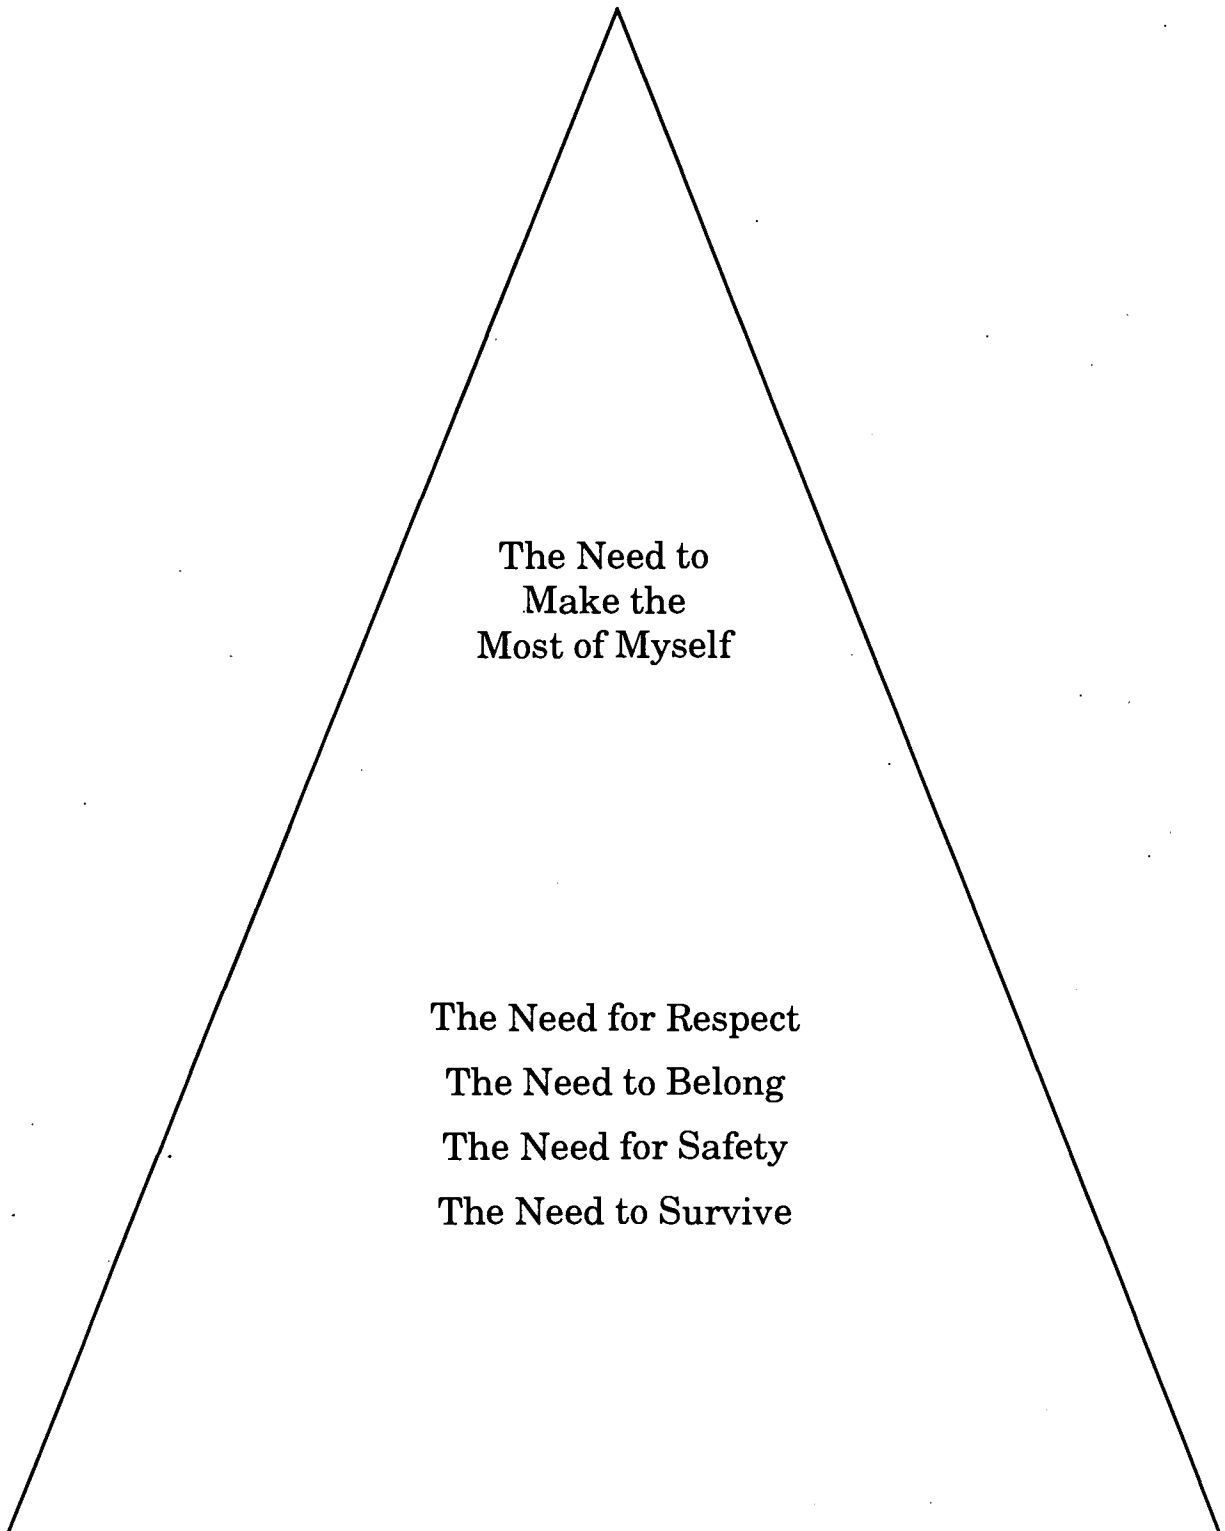 The Need to
Make the
Most of Myself
The Need for Respect
The Need to Belong
The Need for Safety
The Need to Survive